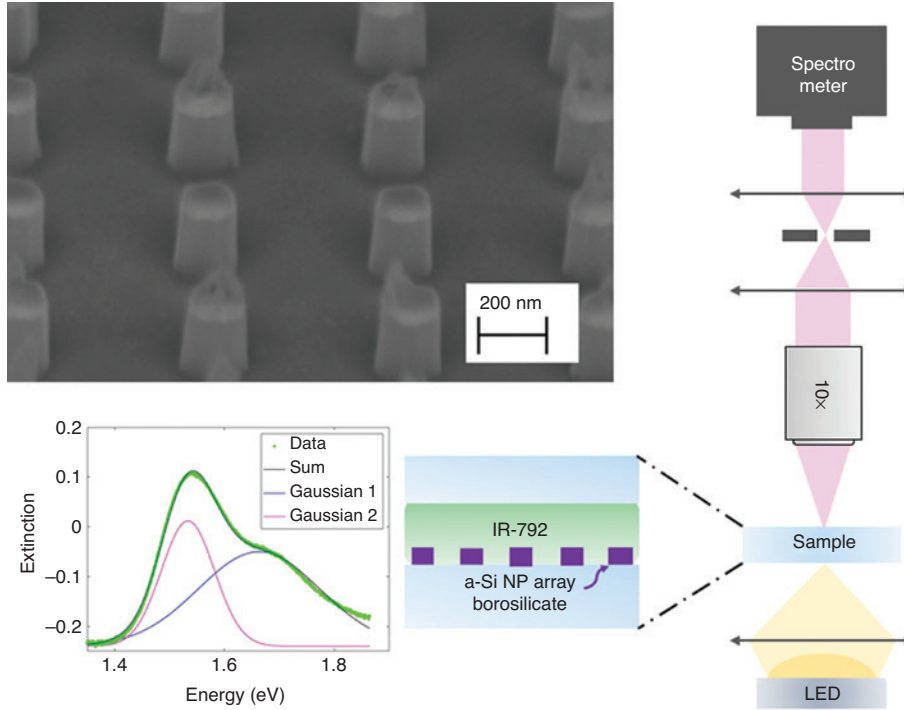 200 nm
Spectro
meter
10×
Sample
LED
IR-792
a-Si NP array
borosilicate
0.2
0.1
0
−0.1
−0.2
Extinction
Data
Sum
Gaussian 1
Gaussian 2
1.4
1.6
1.8
Energy (eV)